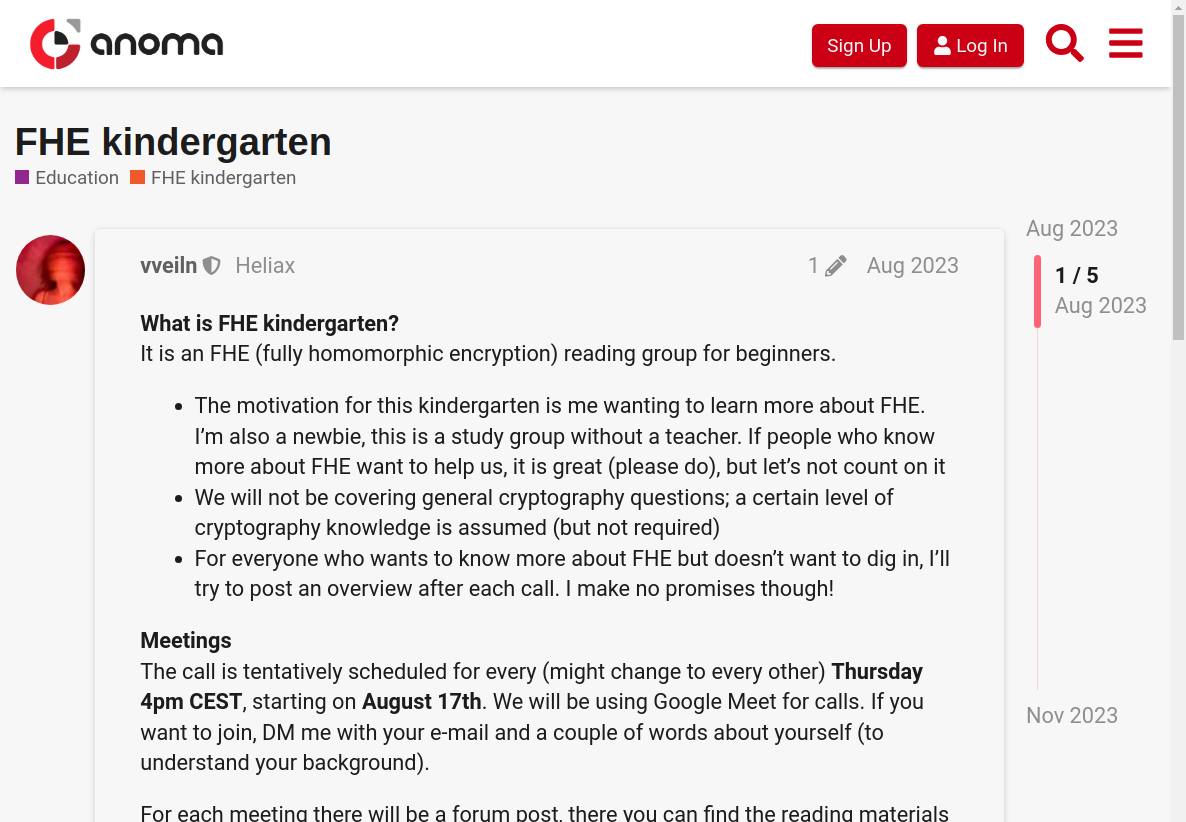 anoma
Sign Up
Log In
FHE kindergarten
Education FHE kindergarten
Aug 2023
1 / 5
Aug 2023
Nov 2023
vveiln Heliax 1 Aug 2023
What is FHE kindergarten?
It is an FHE (fully homomorphic encryption) reading group for beginners.
• The motivation for this kindergarten is me wanting to learn more about FHE.
I’m also a newbie, this is a study group without a teacher. If people who know
more about FHE want to help us, it is great (please do), but let’s not count on it
• We will not be covering general cryptography questions; a certain level of
cryptography knowledge is assumed (but not required)
• For everyone who wants to know more about FHE but doesn’t want to dig in, I’ll
try to post an overview after each call. I make no promises though!
Meetings
The call is tentatively scheduled for every (might change to every other) Thursday
4pm CEST, starting on August 17th. We will be using Google Meet for calls. If you
want to join, DM me with your e-mail and a couple of words about yourself (to
understand your background).
For each meeting there will be a forum post, there you can find the reading materials